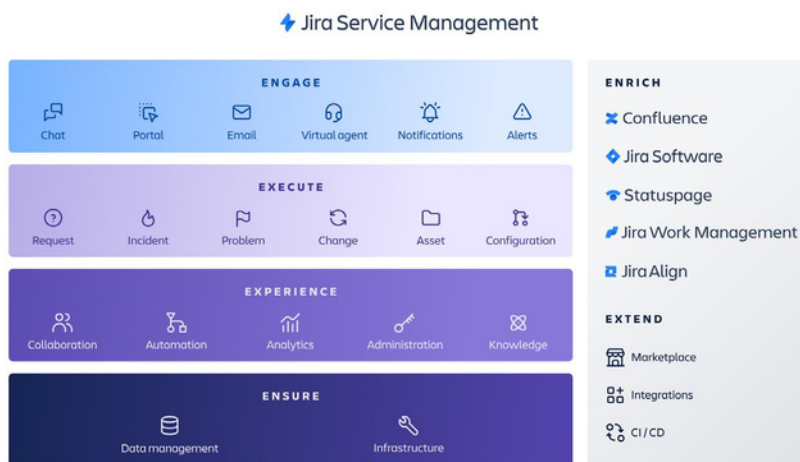 Jira Service Management
ENGAGE
Chat Portal Email Virtual agent Notifications Alerts
EXECUTE
Request Incident Problem Change Asset Configuration
EXPERIENCE
Collaboration Automation Analytics Administration Knowledge
ENSURE
Data management Infrastructure
ENRICH
Confluence
Jira Software
Statuspage
Jira Work Management
Jira Align
EXTEND
Marketplace
Integrations
CI/CD